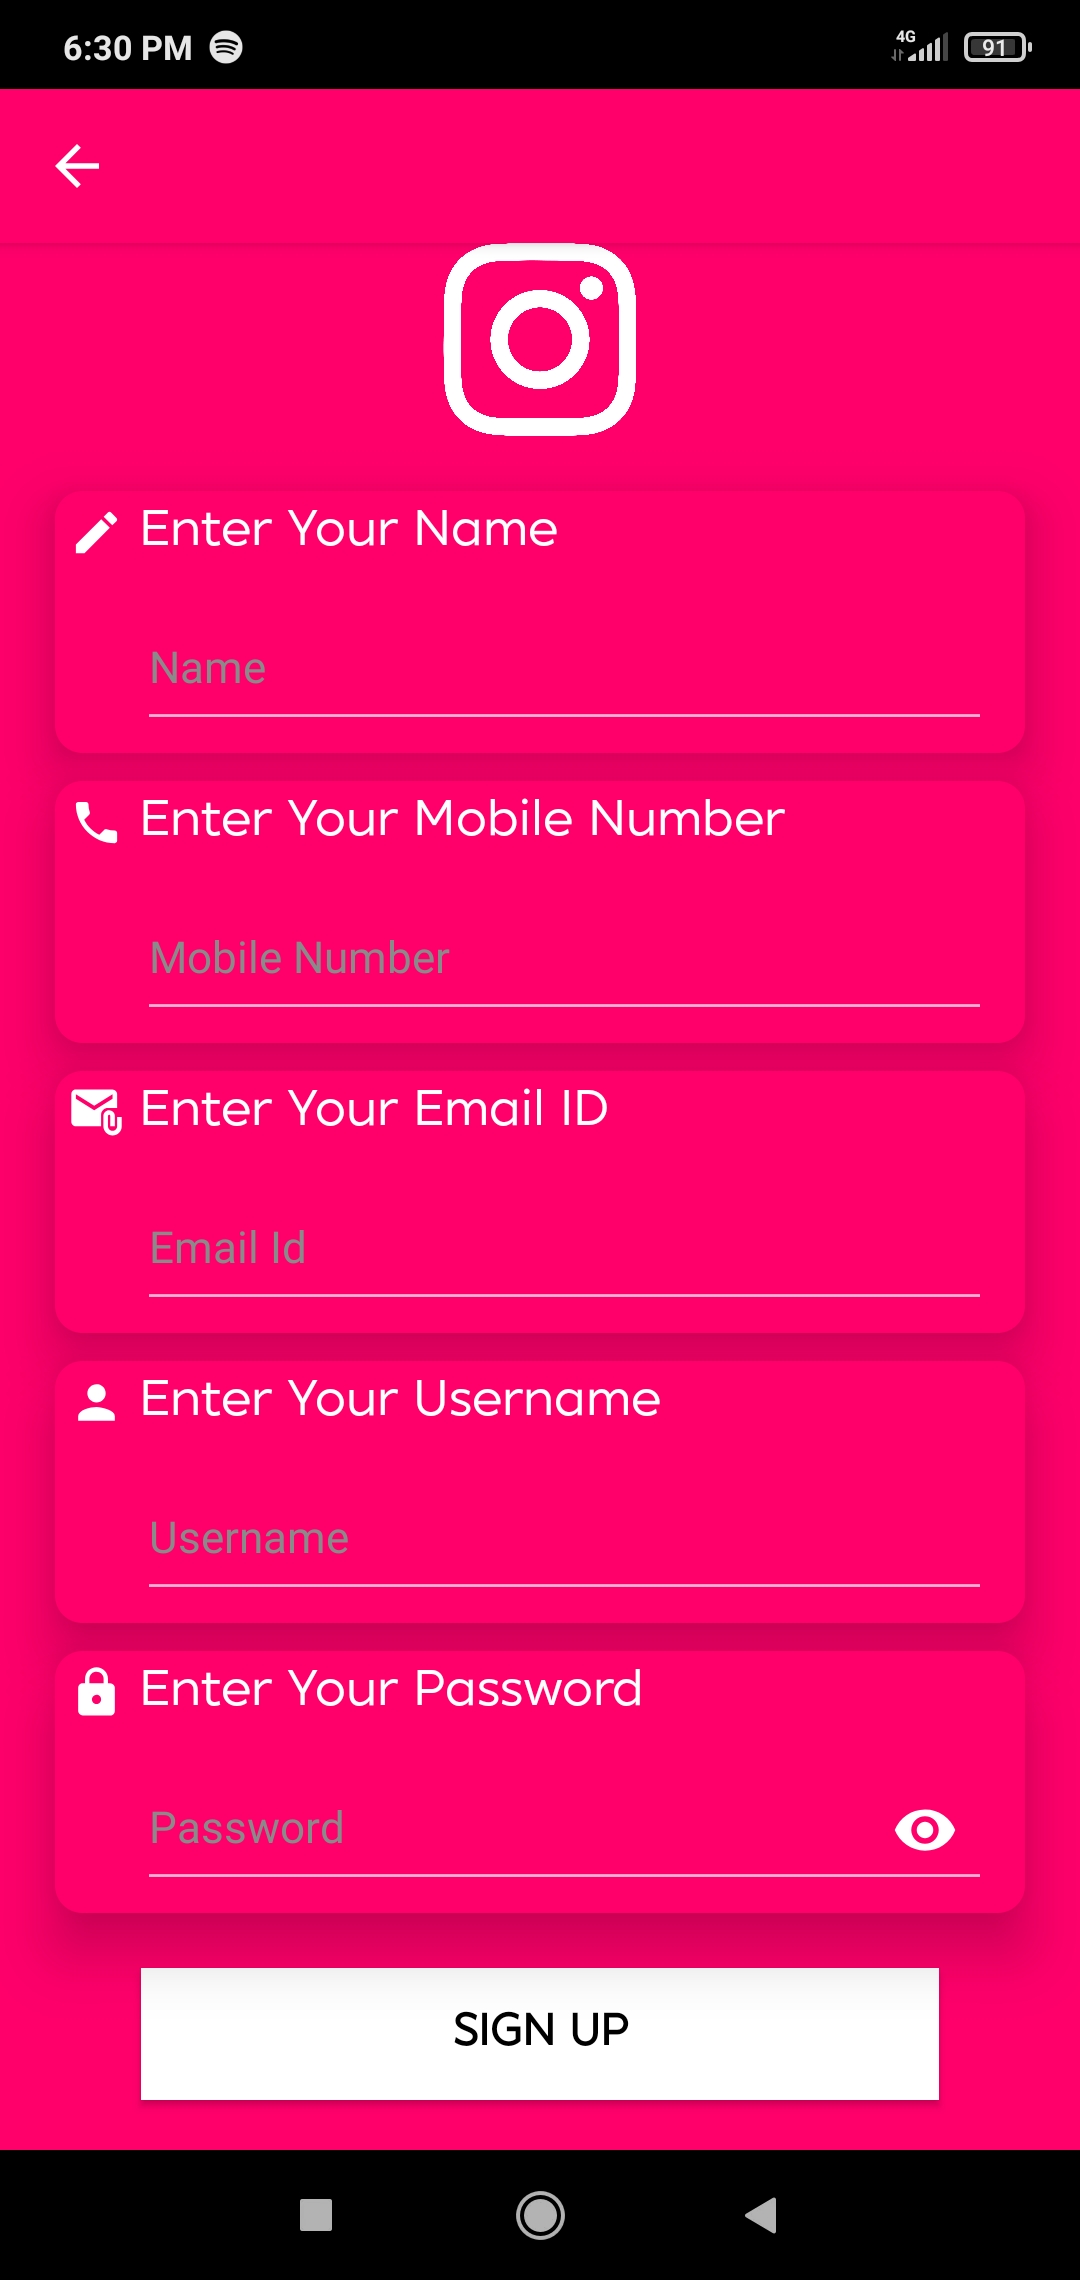 6:30 PM
4G
91
Enter Your Name
Name
Enter Your Mobile Number
Mobile Number
Enter Your Email ID
Email Id
Enter Your Username
Username
Enter Your Password
Password
SIGN UP